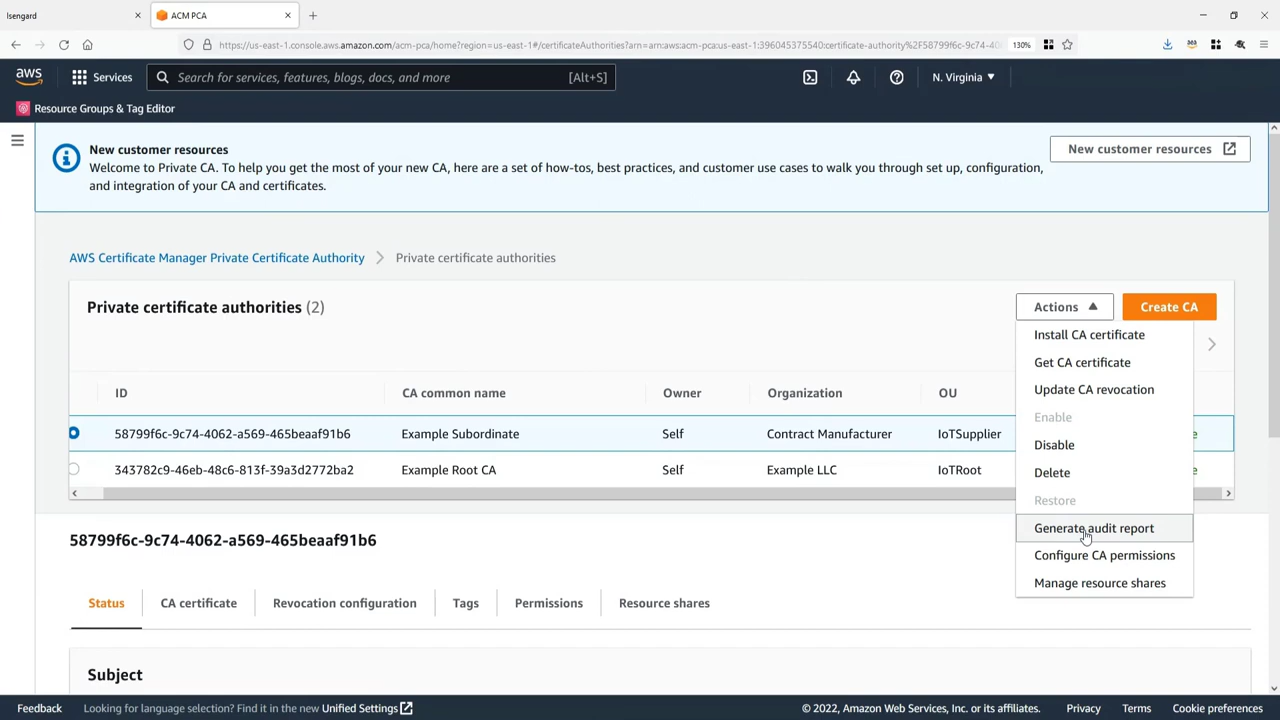 Isengard
ACM PCA
https://us-east-1.console.aws.amazon.com/acm-pca/home?region=us-east-1#/certificateAuthorities?arn=arn:aws:acm-pca:us-east-1:396045375540:certificate-authority%2F58799f6c-9c74-40
130%
aws
Services
Search for services, features, blogs, docs, and more
[Alt+S]
N. Virginia
Resource Groups & Tag Editor
New customer resources
Welcome to Private CA. To help you get the most of your new CA, here are a set of how-tos, best practices, and customer use cases to walk you through set up, configuration,
and integration of your CA and certificates.
New customer resources
AWS Certificate Manager Private Certificate Authority
Private certificate authorities
Private certificate authorities (2)
Actions
Create CA
Install CA certificate
Get CA certificate
Update CA revocation
Enable
Disable
Delete
Restore
Generate audit report
Configure CA permissions
Manage resource shares
ID CA common name Owner Organization OU
58799f6c-9c74-4062-a569-465beaaf91b6 Example Subordinate Self Contract Manufacturer IoTSupplier
343782c9-46eb-48c6-813f-39a3d2772ba2 Example Root CA Self Example LLC IoTRoot
58799f6c-9c74-4062-a569-465beaaf91b6
Status CA certificate Revocation configuration Tags Permissions Resource shares
Subject
Feedback
Looking for language selection? Find it in the new Unified Settings
© 2022, Amazon Web Services, Inc. or its affiliates.
Privacy
Terms
Cookie preferences